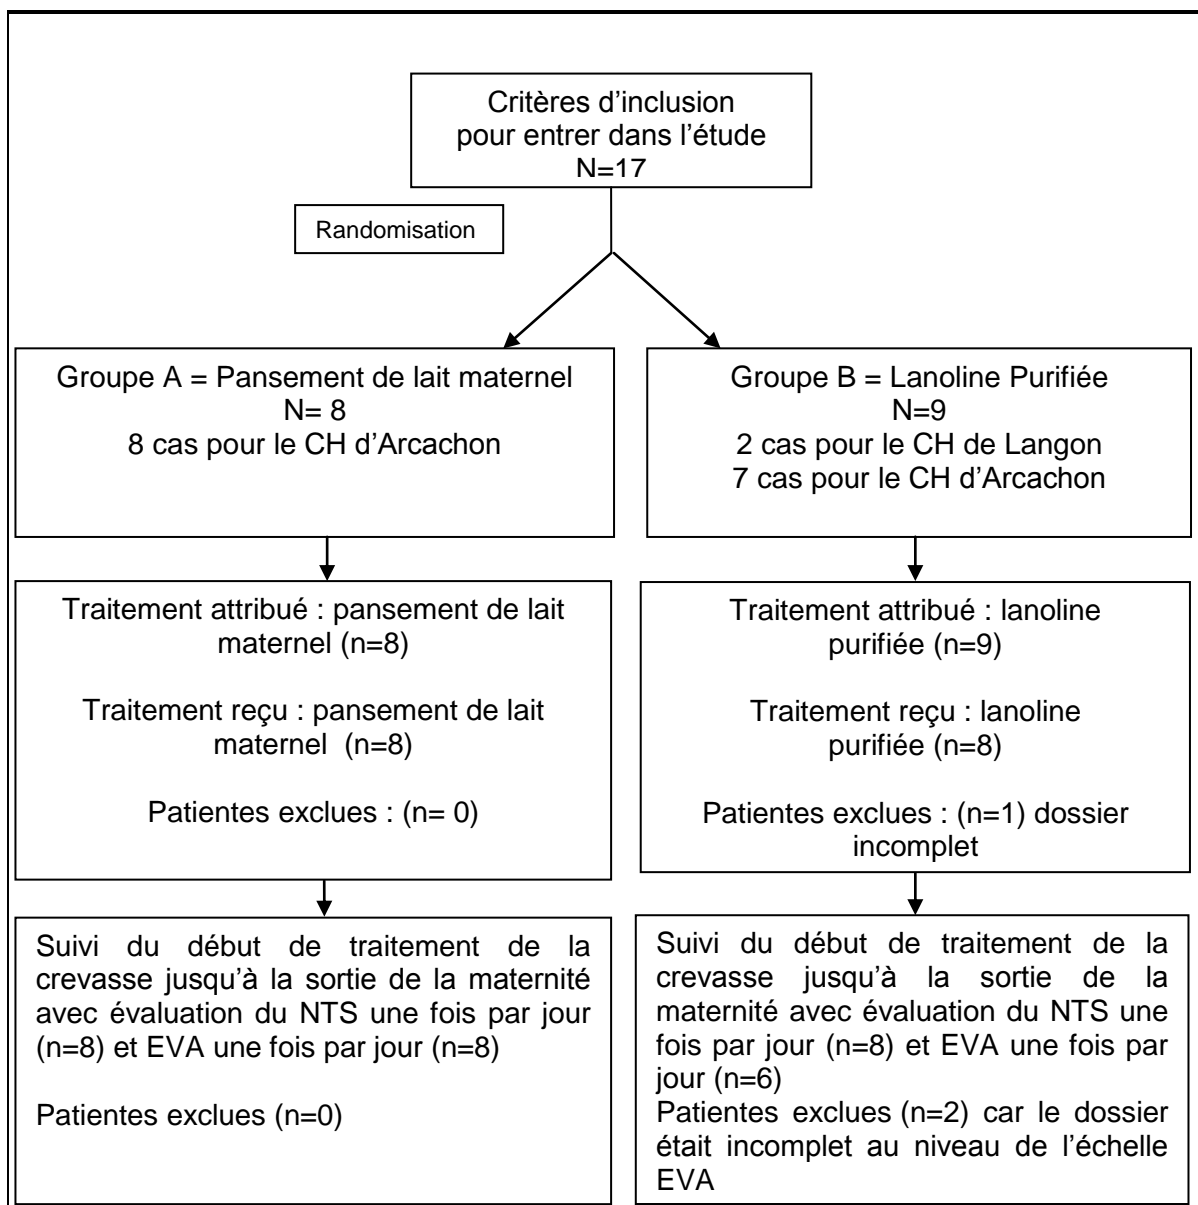 Critères d'inclusion
pour entrer dans l'étude
N=17
Randomisation
Groupe A = Pansement de lait maternel
N= 8
8 cas pour le CH d'Arcachon
Groupe B = Lanoline Purifiée
N=9
2 cas pour le CH de Langon
7 cas pour le CH d'Arcachon
Traitement attribué : pansement de lait
maternel (n=8)
Traitement reçu : pansement de lait
maternel (n=8)
Patientes exclues : (n= 0)
Traitement attribué : lanoline
purifiée (n=9)
Traitement reçu : lanoline
purifiée (n=8)
Patientes exclues : (n=1) dossier
incomplet
Suivi du début de traitement de la
crevasse jusqu'à la sortie de la maternité
avec évaluation du NTS une fois par jour
(n=8) et EVA une fois par jour (n=8)
Patientes exclues (n=0)
Suivi du début de traitement de la
crevasse jusqu'à la sortie de la
maternité avec évaluation du NTS une
fois par jour (n=8) et EVA une fois par
jour (n=6)
Patientes exclues (n=2) car le dossier
était incomplet au niveau de l'échelle
EVA